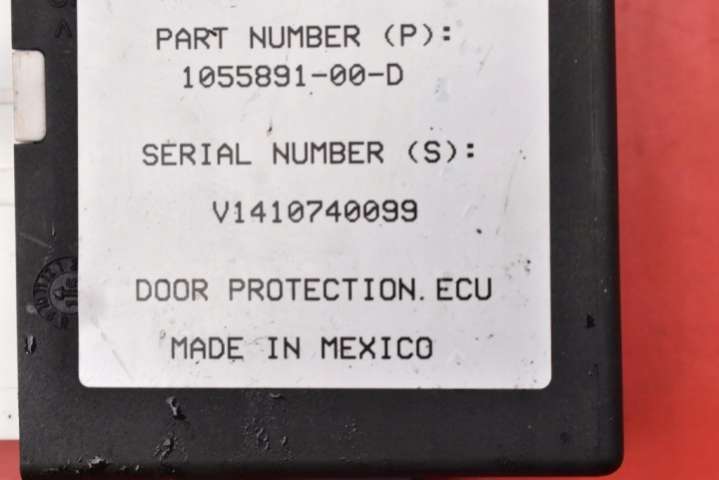 PART NUMBER (P):
1055891-00-D
SERIAL NUMBER (S):
V1410740099
DOOR PROTECTION. ECU
MADE IN MEXICO